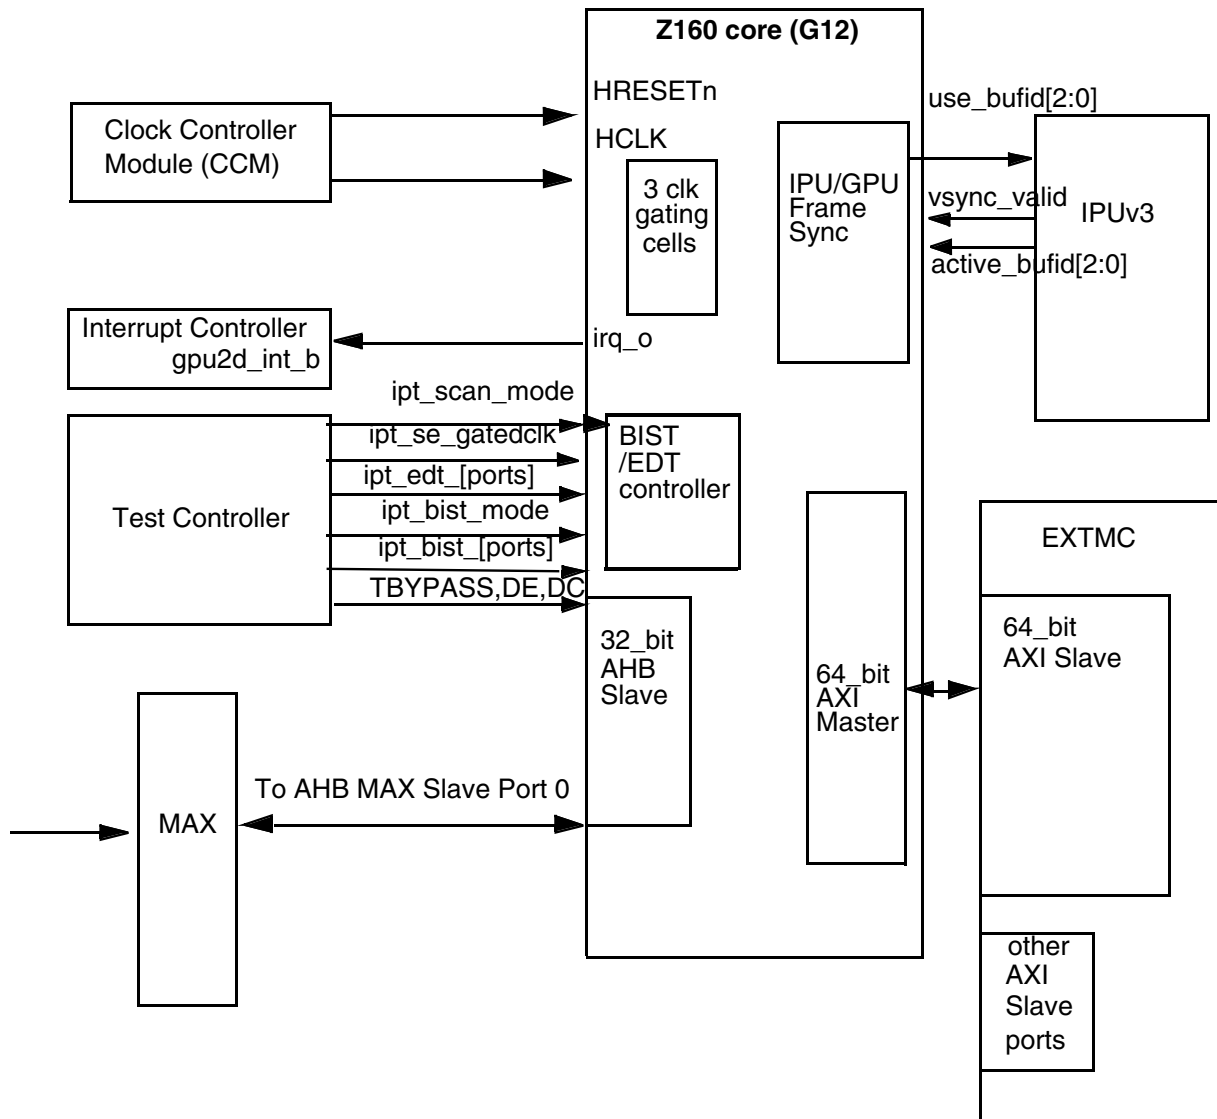 Z160 core (G12)
HRESETn
HCLK
Clock Controller
Module (CCM)
3 clk
gating
cells
IPU/GPU
Frame
Sync
use_bufid[2:0]
vsync_valid
active_bufid[2:0]
IPUv3
Interrupt Controller
gpu2d_int_b
irq_o
ipt_scan_mode
ipt_se_gatedclk
ipt_edt_[ports]
ipt_bist_mode
ipt_bist_[ports]
TBYPASS,DE,DC
Test Controller
BIST
/EDT
controller
32_bit
AHB
Slave
64_bit
AXI
Master
EXTMC
64_bit
AXI Slave
To AHB MAX Slave Port 0
MAX
other
AXI
Slave
ports